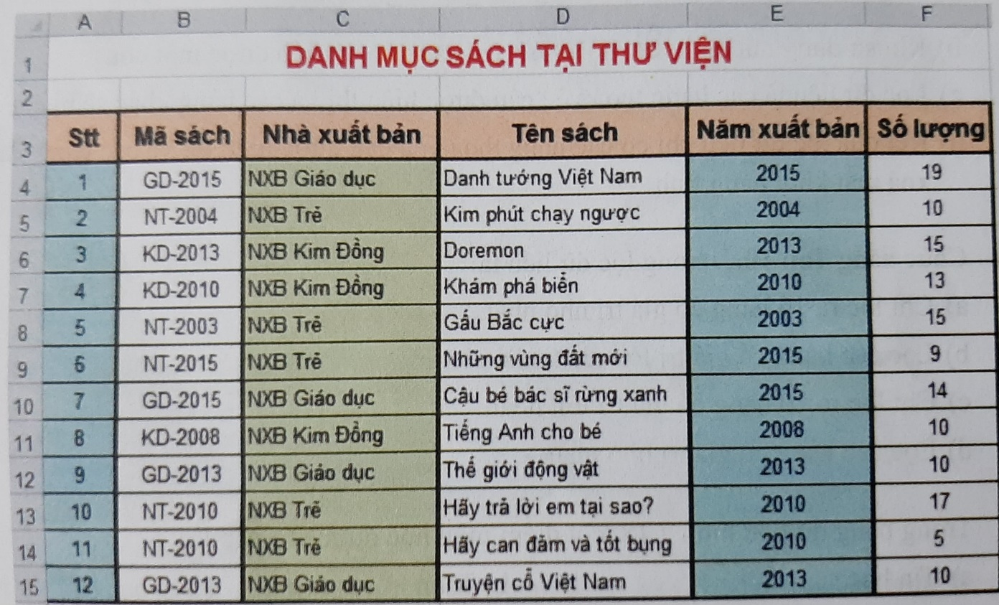 A B C D E F
1 DANH MỤC SÁCH TẠI THƯ VIỆN
2
3 Stt Mã sách Nhà xuất bản Tên sách Năm xuất bản Số lượng
4 1 GD-2015 NXB Giáo dục Danh tướng Việt Nam 2015 19
5 2 NT-2004 NXB Trẻ Kim phút chạy ngược 2004 10
6 3 KD-2013 NXB Kim Đồng Doremon 2013 15
7 4 KD-2010 NXB Kim Đồng Khám phá biển 2010 13
8 5 NT-2003 NXB Trẻ Gấu Bắc cực 2003 15
9 6 NT-2015 NXB Trẻ Những vùng đất mới 2015 9
10 7 GD-2015 NXB Giáo dục Cậu bé bác sĩ rừng xanh 2015 14
11 8 KD-2008 NXB Kim Đồng Tiếng Anh cho bé 2008 10
12 9 GD-2013 NXB Giáo dục Thế giới động vật 2013 10
13 10 NT-2010 NXB Trẻ Hãy trả lời em tại sao? 2010 17
14 11 NT-2010 NXB Trẻ Hãy can đảm và tốt bụng 2010 5
15 12 GD-2013 NXB Giáo dục Truyện cổ Việt Nam 2013 10